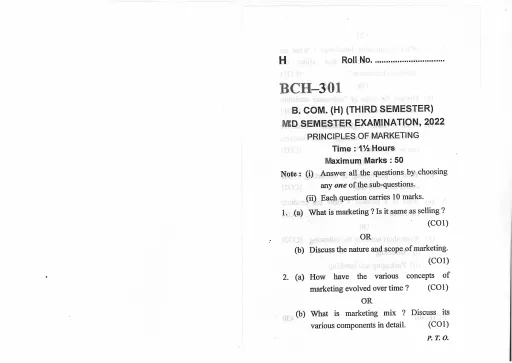 H Roll No. ..............................
BCH–301
B. COM. (H) (THIRD SEMESTER)
MID SEMESTER EXAMINATION, 2022
PRINCIPLES OF MARKETING
Time : 1½ Hours
Maximum Marks : 50
Note : (i) Answer all the questions by choosing
any one of the sub-questions.
(ii) Each question carries 10 marks.
1. (a) What is marketing ? Is it same as selling ?
(CO1)
OR
(b) Discuss the nature and scope of marketing.
(CO1)
2. (a) How have the various concepts of
marketing evolved over time ? (CO1)
OR
(b) What is marketing mix ? Discuss its
various components in detail. (CO1)
P. T. O.